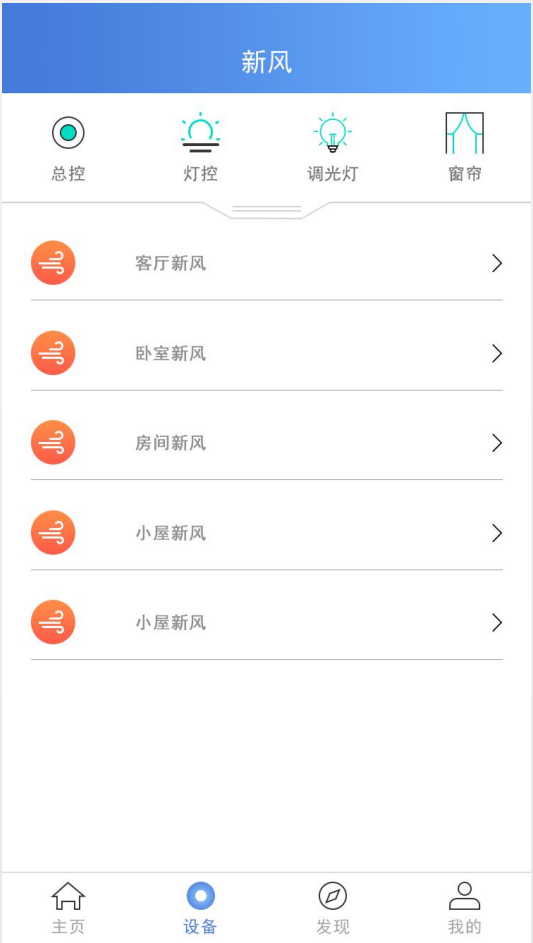 新风
总控 灯控 调光灯 窗帘
客厅新风
卧室新风
房间新风
小屋新风
小屋新风
主页 设备 发现 我的